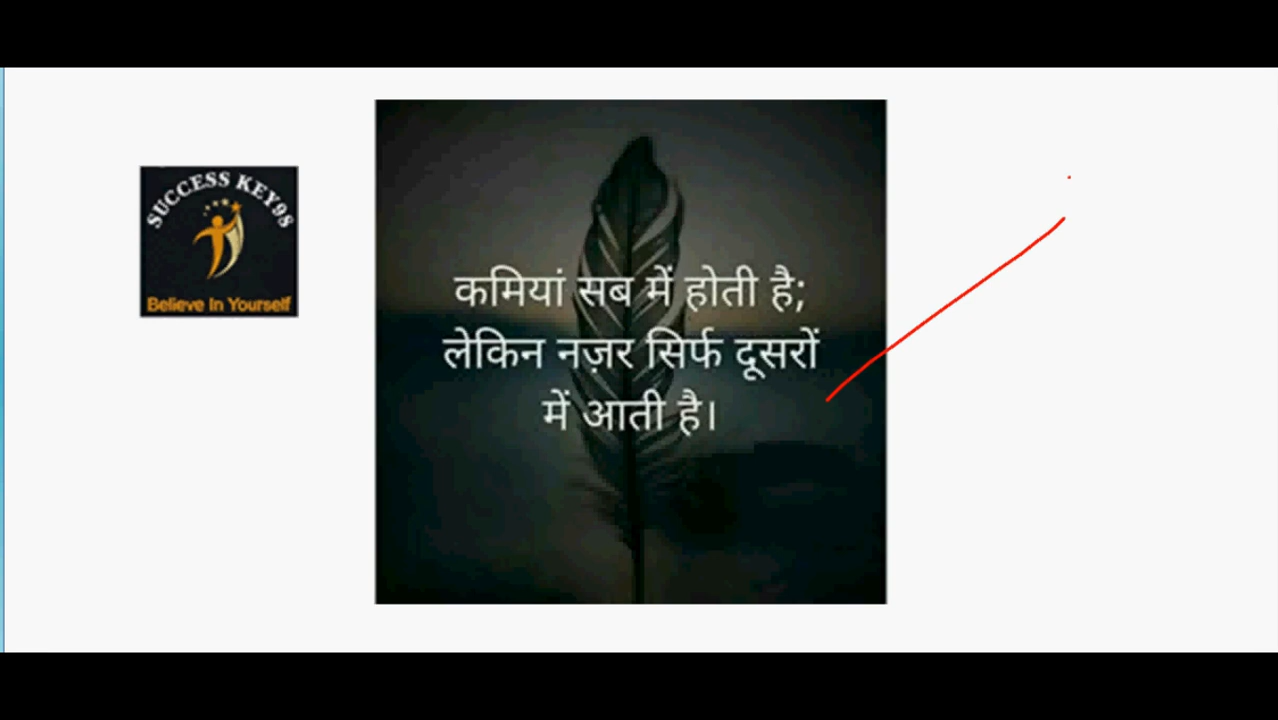 SUCCESS KEY98
Believe In Yourself
कमियां सब में होती है;
लेकिन नज़र सिर्फ दूसरों
में आती है।